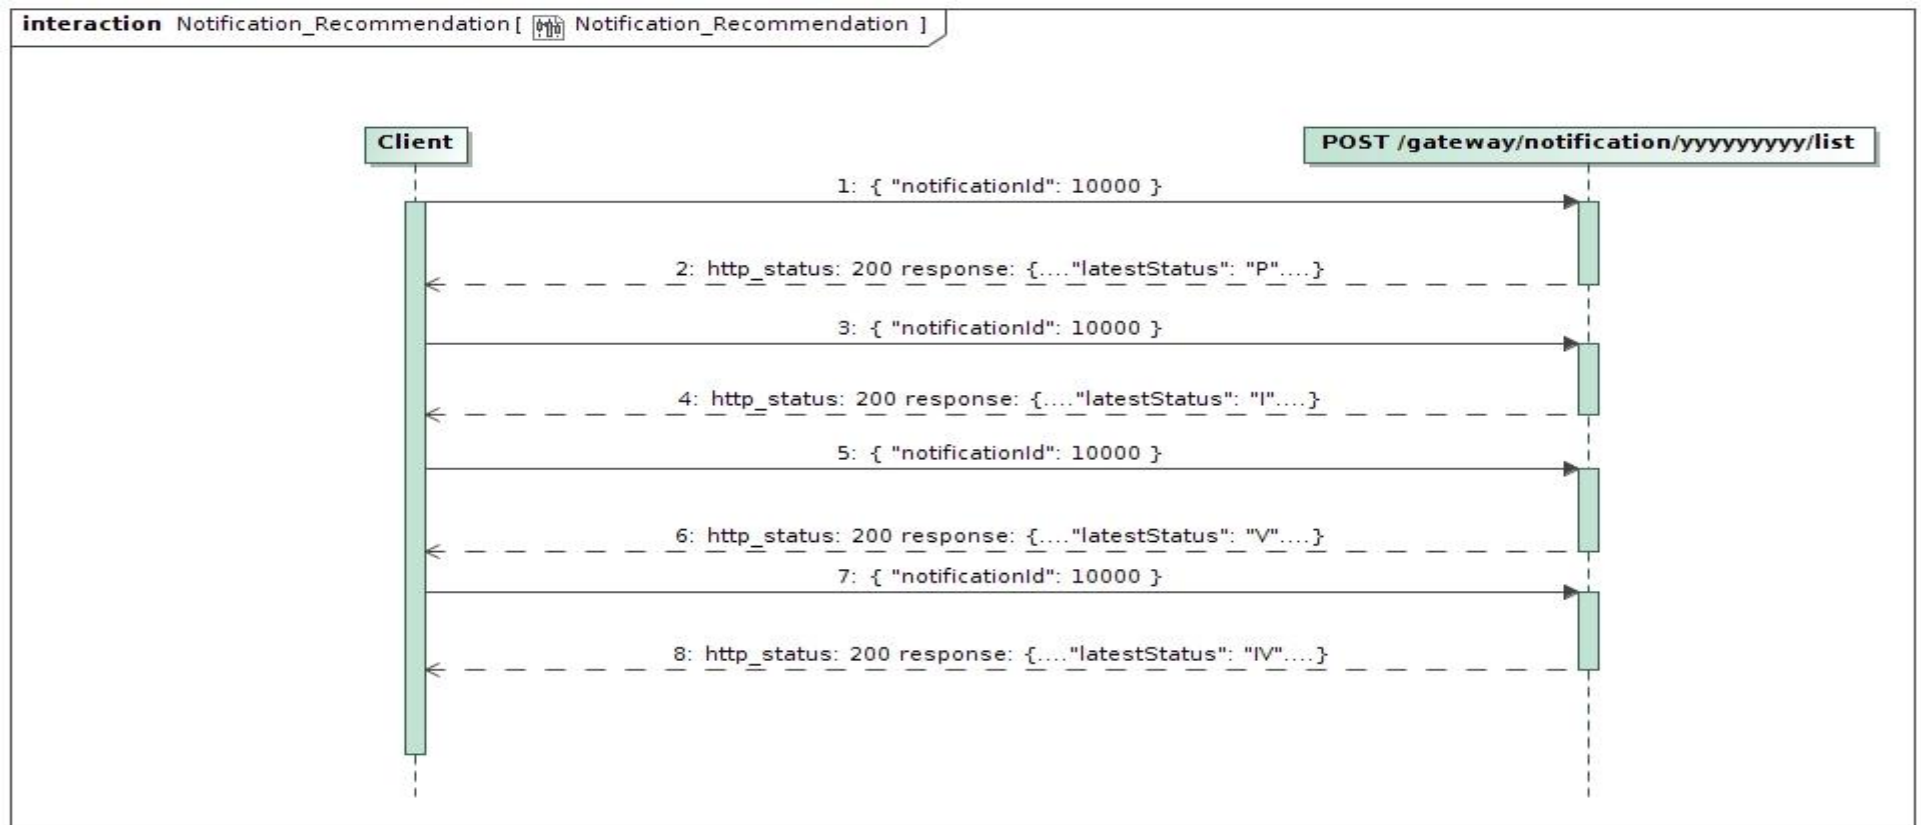 interaction Notification_Recommendation[ Notification_Recommendation ]
Client
POST /gateway/notification/yyyyyyyyy/list
1: { "notificationId": 10000 }
2: http_status: 200 response: {...."latestStatus": "P"....}
3: { "notificationId": 10000 }
4: http_status: 200 response: {...."latestStatus": "I"....}
5: { "notificationId": 10000 }
6: http_status: 200 response: {...."latestStatus": "V"....}
7: { "notificationId": 10000 }
8: http_status: 200 response: {...."latestStatus": "IV"....}